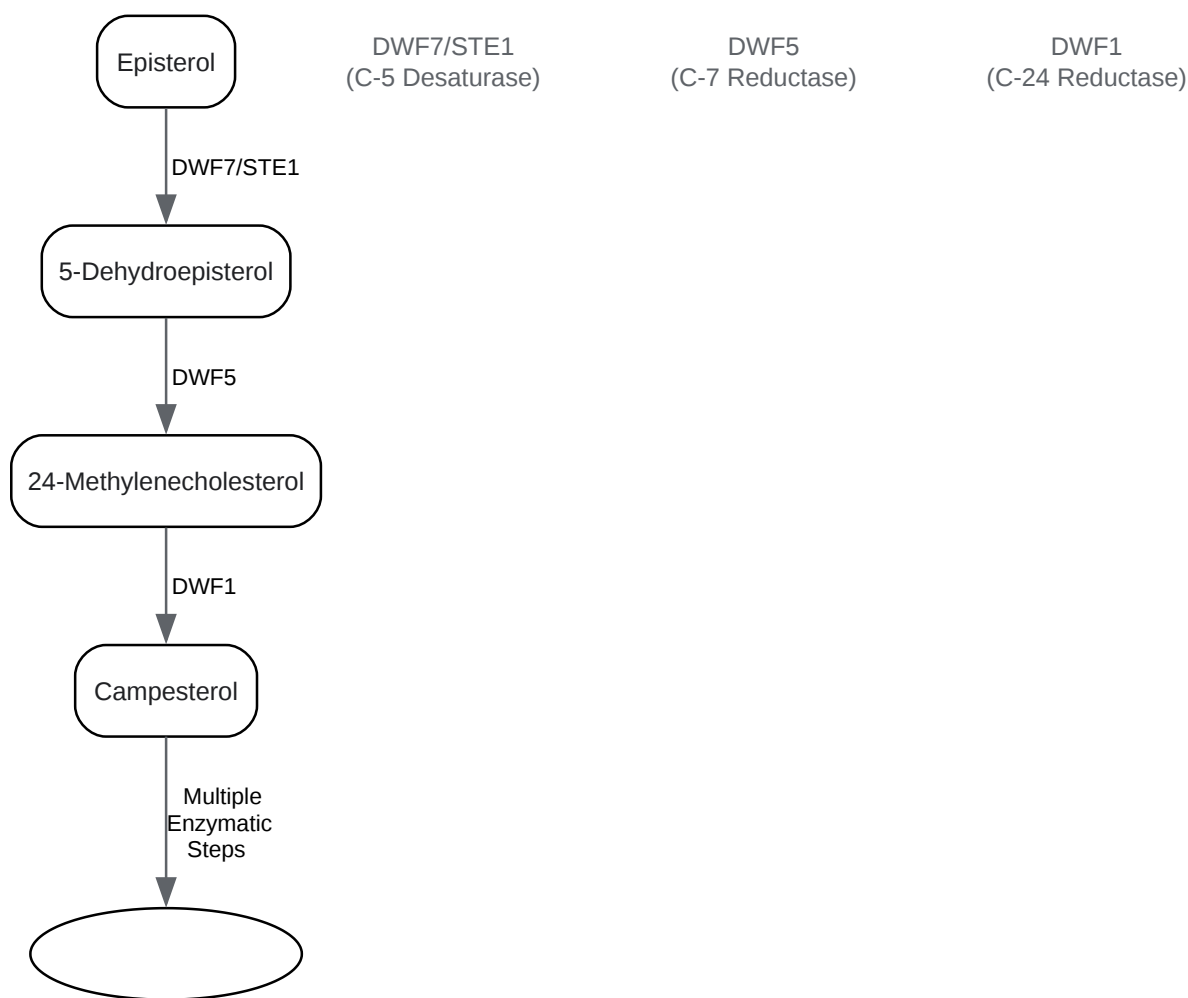 Episterol
DWF7/STE1
(C-5 Desaturase)
DWF5
(C-7 Reductase)
DWF1
(C-24 Reductase)
DWF7/STE1
5-Dehydroepisterol
DWF5
24-Methylenecholesterol
DWF1
Campesterol
Multiple
Enzymatic
Steps